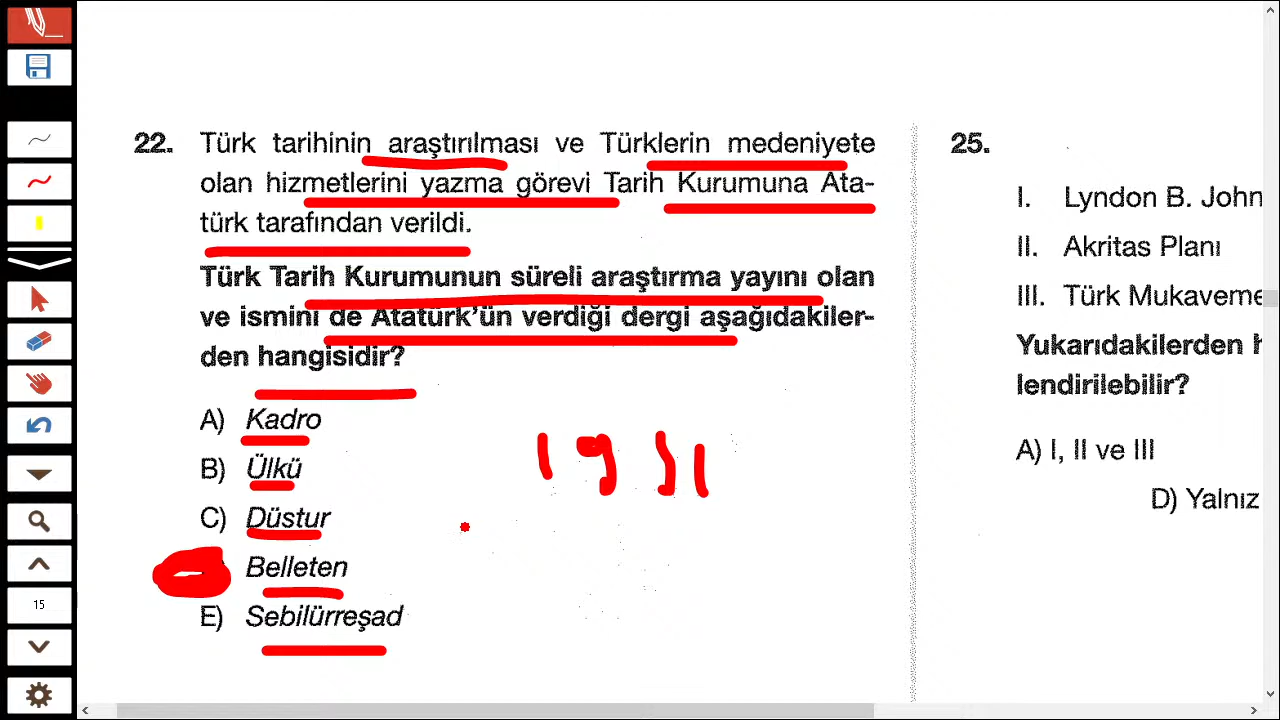 22. Türk tarihinin araştırılması ve Türklerin medeniyete
olan hizmetlerini yazma görevi Tarih Kurumuna Ata-
türk tarafından verildi.
Türk Tarih Kurumunun süreli araştırma yayını olan
ve ismini de Atatürk'ün verdiği dergi aşağıdakiler-
den hangisidir?
A) Kadro
B) Ülkü
C) Düstur
Belleten
E) Sebilürreşad
1931
25.
I. Lyndon B. John
II. Akritas Planı
III. Türk Mukaveme
Yukarıdakilerden h
lendirilebilir?
A) I, II ve III
D) Yalnız
15